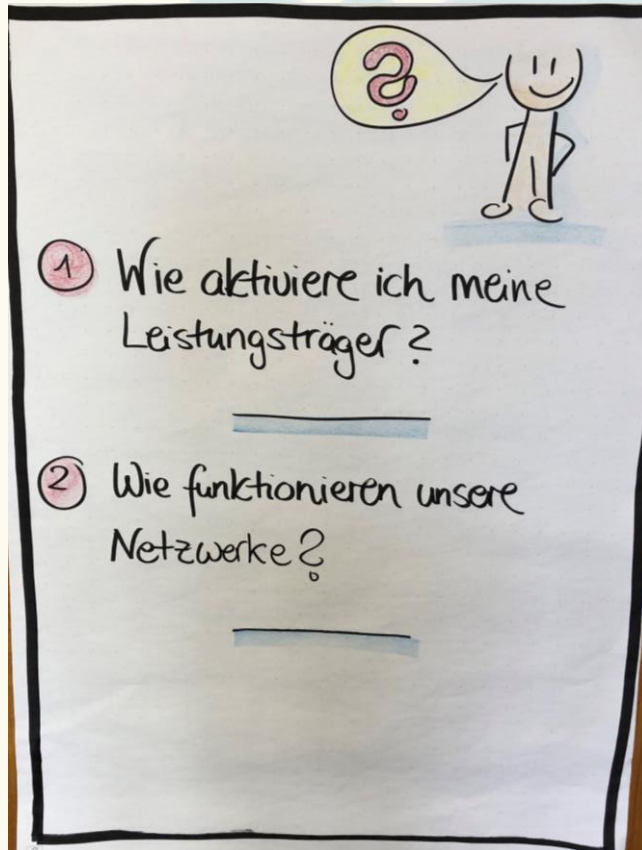 ?
1 Wie aktiviere ich meine
Leistungsträger?
2 Wie funktionieren unsere
Netzwerke?